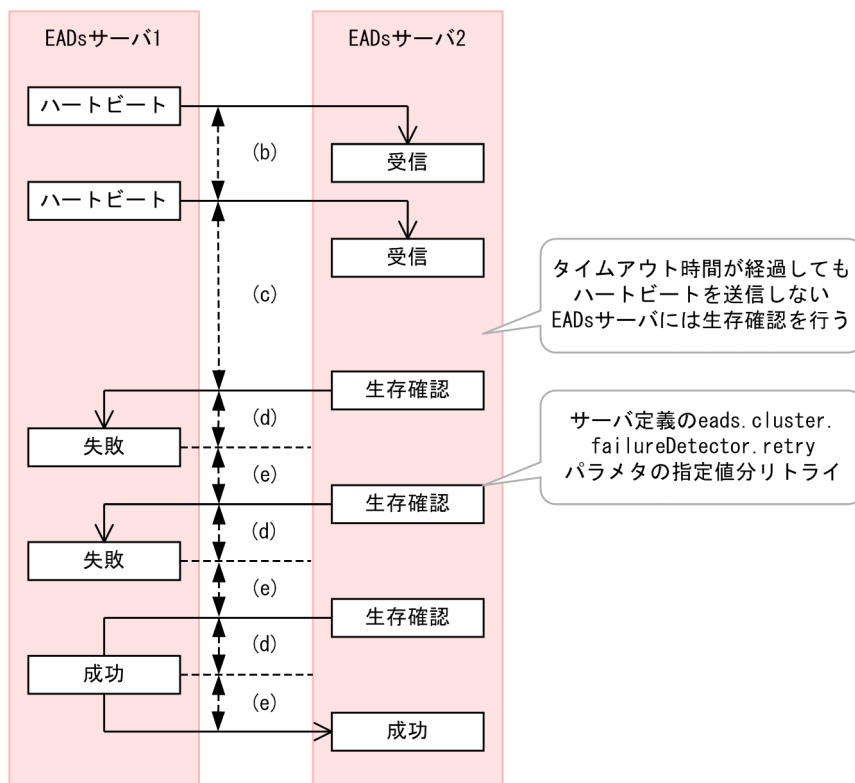 EADsサーバ1
EADsサーバ2
ハートビート
(b)
受信
ハートビート
受信
(c)
タイムアウト時間が経過しても
ハートビートを送信しない
EADsサーバには生存確認を行う
生存確認
(d)
失敗
サーバ定義のeads.cluster.
failureDetector.retry
パラメタの指定値分リトライ
(e)
生存確認
(d)
失敗
(e)
生存確認
(d)
成功
(e)
成功